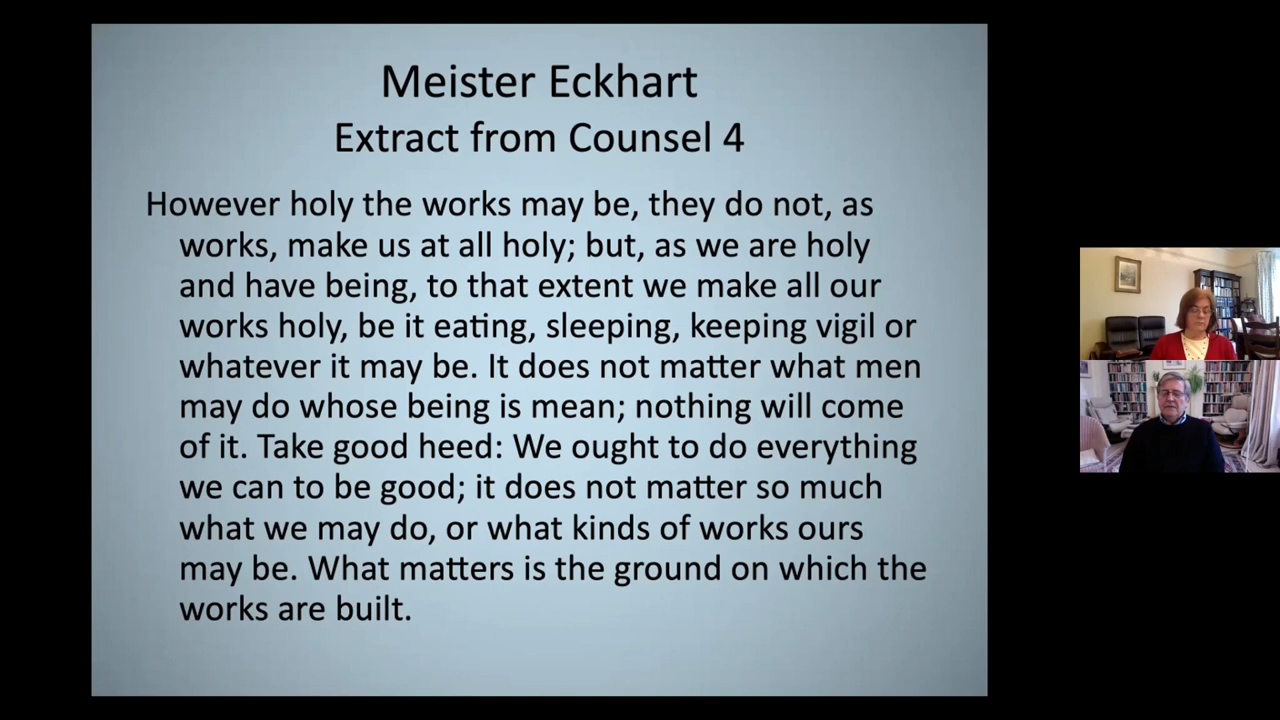 Meister Eckhart
Extract from Counsel 4
However holy the works may be, they do not, as
works, make us at all holy; but, as we are holy
and have being, to that extent we make all our
works holy, be it eating, sleeping, keeping vigil or
whatever it may be. It does not matter what men
may do whose being is mean; nothing will come
of it. Take good heed: We ought to do everything
we can to be good; it does not matter so much
what we may do, or what kinds of works ours
may be. What matters is the ground on which the
works are built.